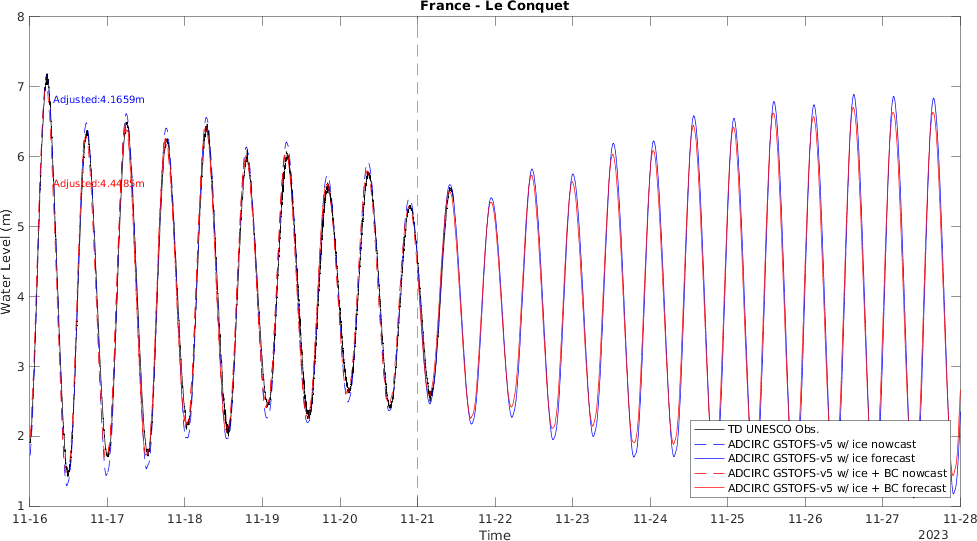 France - Le Conquet
8
7
6
5
4
3
2
1
Water Level (m)
Adjusted:4.1659m
Adjusted:4.4485m
TD UNESCO Obs.
ADCIRC GSTOFS-v5 w/ ice nowcast
ADCIRC GSTOFS-v5 w/ ice forecast
ADCIRC GSTOFS-v5 w/ ice + BC nowcast
ADCIRC GSTOFS-v5 w/ ice + BC forecast
11-16 11-17 11-18 11-19 11-20 11-21 11-22 11-23 11-24 11-25 11-26 11-27 11-28
Time
2023